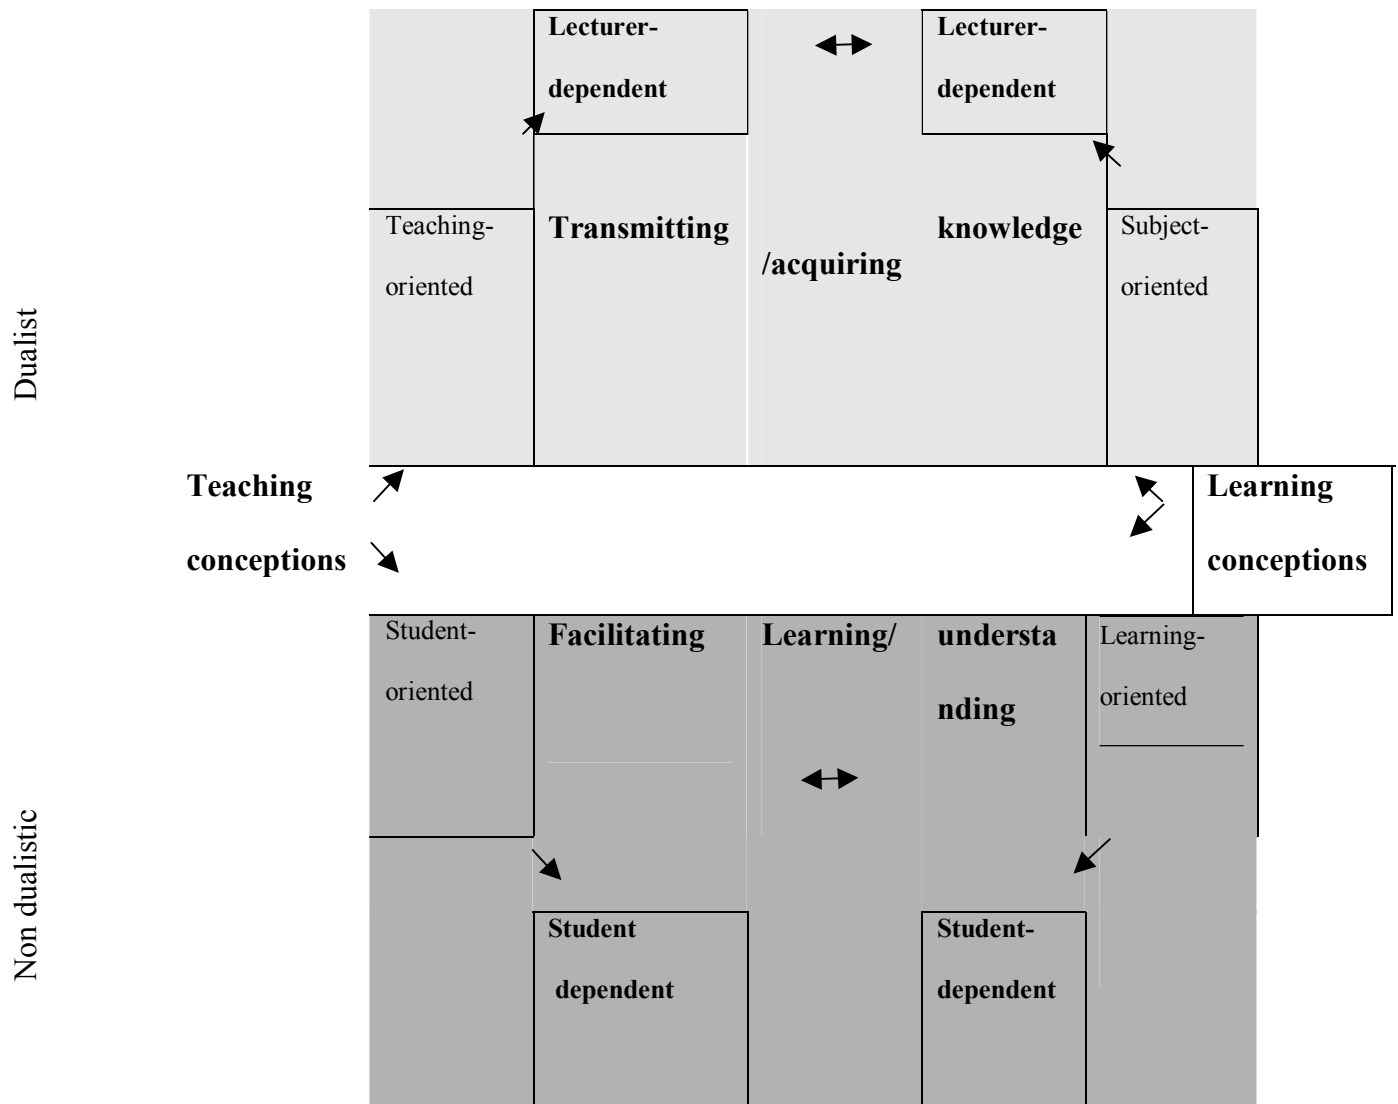 Lecturer-
dependent
Lecturer-
dependent
Teaching-
oriented
Transmitting
/acquiring
knowledge
Subject-
oriented
Dualist
Teaching
conceptions
Learning
conceptions
Student-
oriented
Facilitating
Learning/
understa
nding
Learning-
oriented
Non dualistic
Student
dependent
Student-
dependent